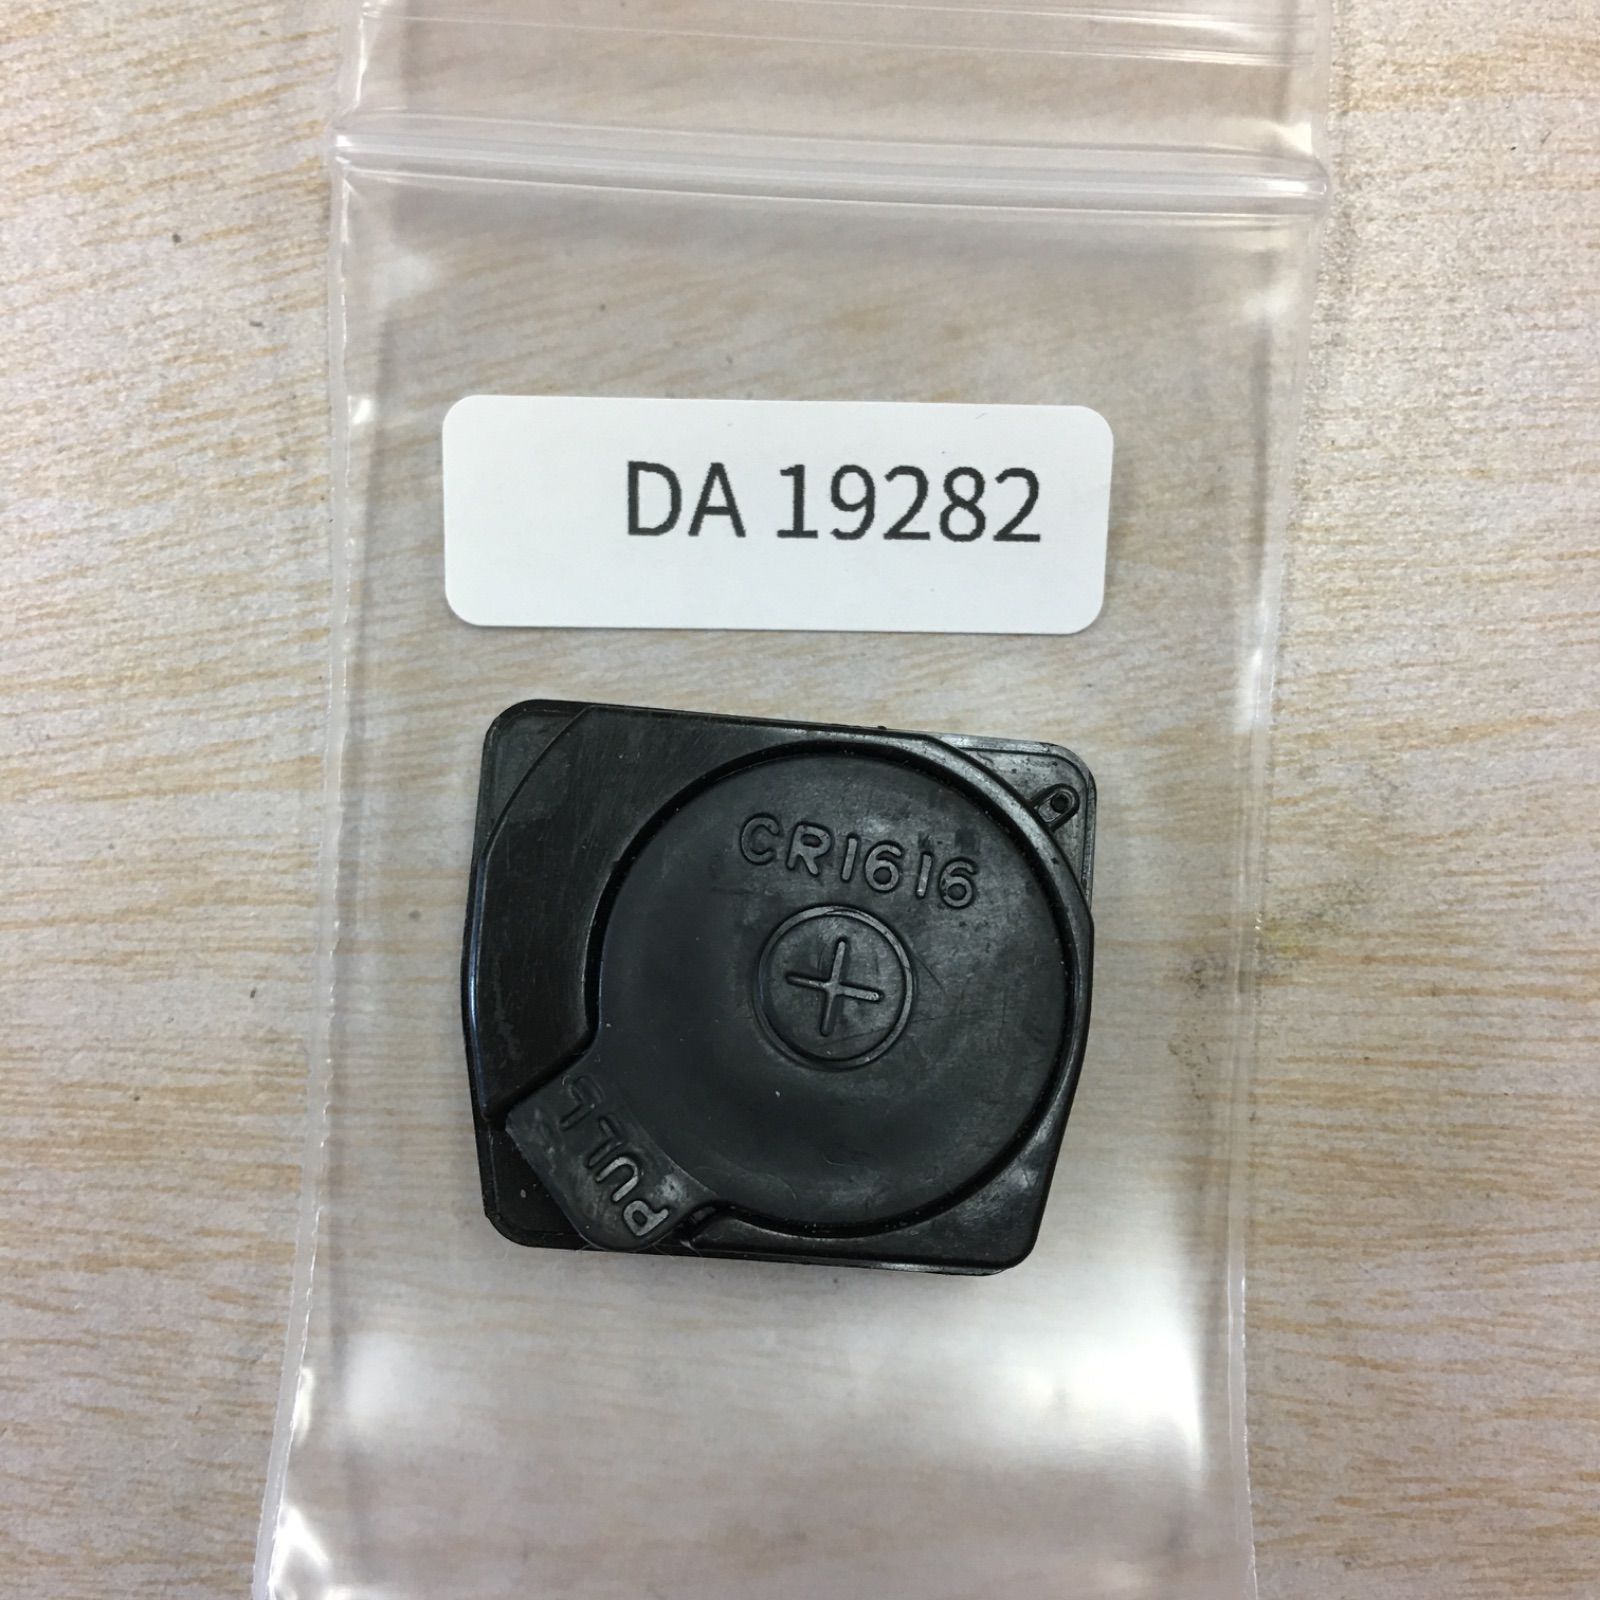 DA 19282
CR1616
+
PULL